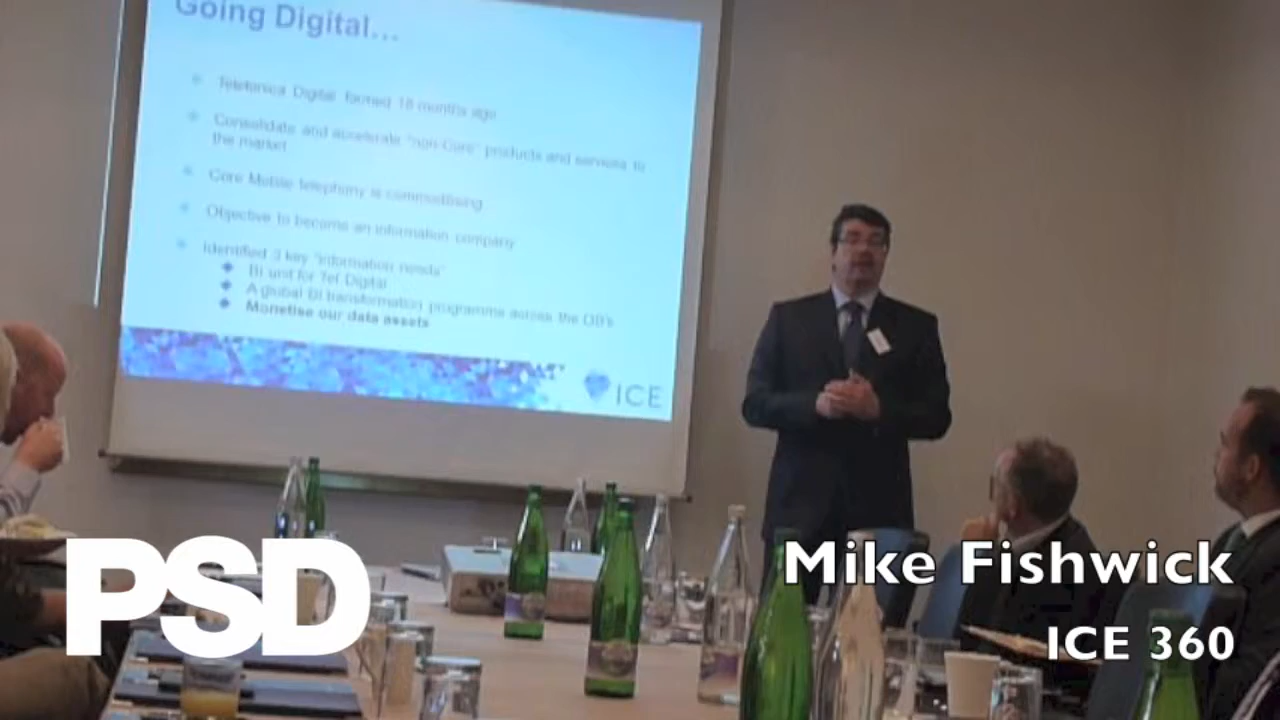 Going Digital...
Telefonica Digital formed 18 months ago
Consolidate and accelerate "non-Core" products and services to
the market
Core Mobile telephony is commoditising
Objective to become an information company
Identified 3 key "information needs"
BI unit for Tef Digital
A global BI transformation programme across the OB's
Monetise our data assets
ICE
PSD
Mike Fishwick
ICE 360